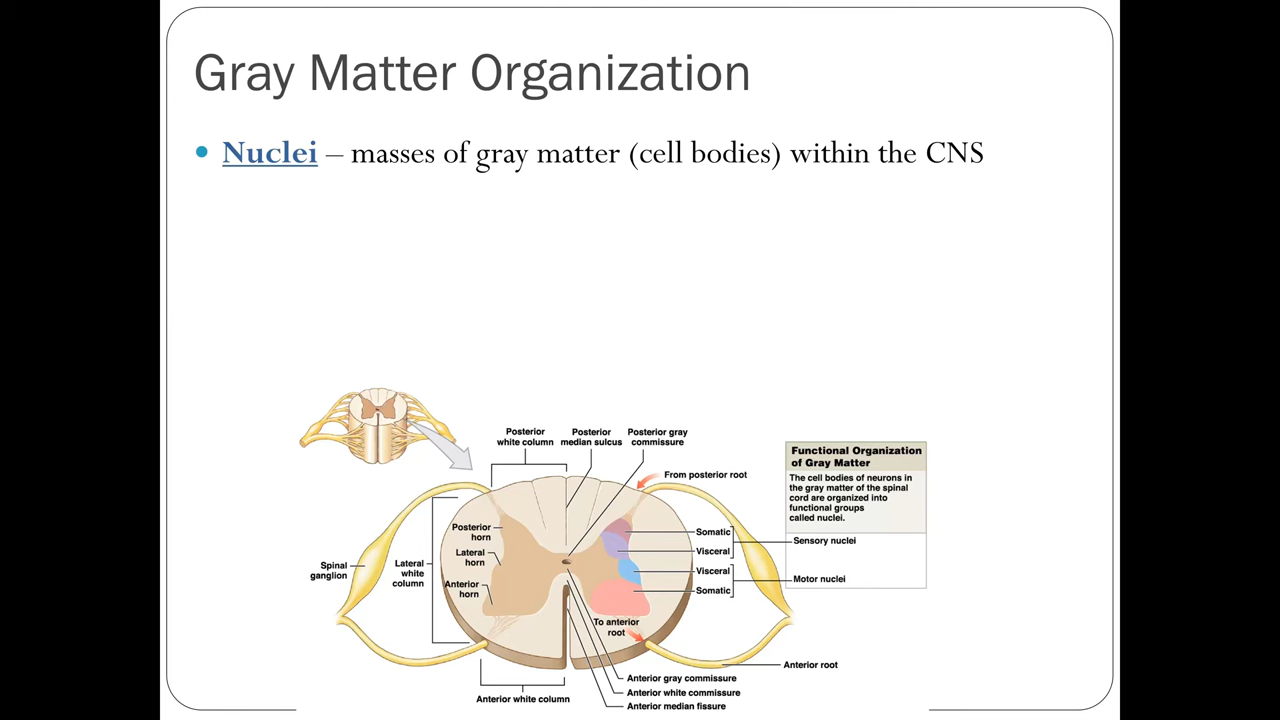 Gray Matter Organization
• Nuclei – masses of gray matter (cell bodies) within the CNS
Posterior
white column
Posterior
median sulcus
Posterior gray
commissure
From posterior root
Functional Organization
of Gray Matter
The cell bodies of neurons in
the gray matter of the spinal
cord are organized into
functional groups
called nuclei.
Posterior
horn
Lateral
horn
Anterior
horn
Spinal
ganglion
Lateral
white
column
Somatic
Visceral
Sensory nuclei
Visceral
Somatic
Motor nuclei
To anterior
root
Anterior root
Anterior gray commissure
Anterior white commissure
Anterior median fissure
Anterior white column